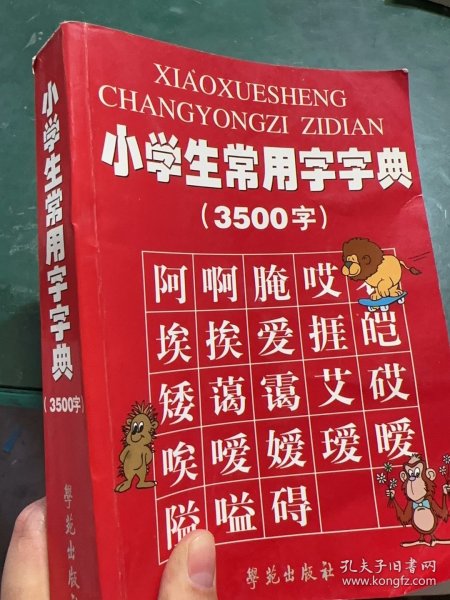 XIAOXUESHENG
CHANGYONGZI ZIDIAN
小学生常用字字典
(3500字)
阿 啊 腌 哎
埃 挨 爱 捱 皑
矮 蔼 霭 艾 砹
唉 嗳 嫒 瑷 暧
隘 嗌 碍
學苑出版社
小学生常用字字典
(3500字)
學苑出版
孔夫子旧书网
www.kongfz.com